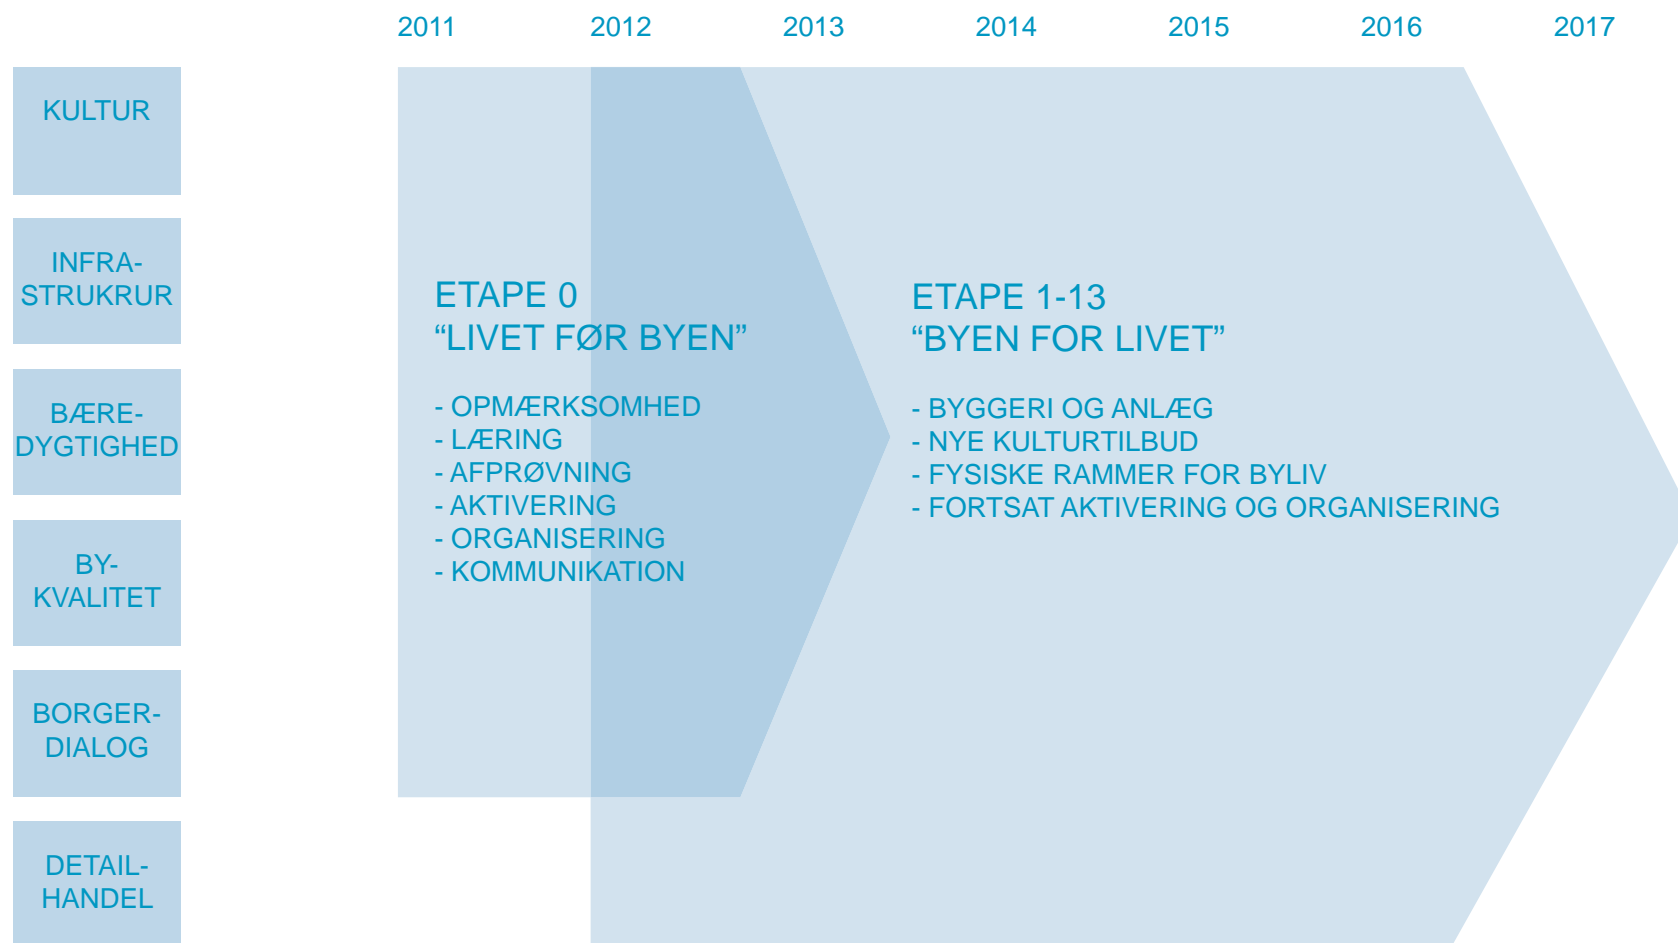 2011 2012 2013 2014 2015 2016 2017
KULTUR
INFRA-
STRUKRUR
BÆRE-
DYGTIGHED
BY-
KVALITET
BORGER-
DIALOG
DETAIL-
HANDEL
ETAPE 0
“LIVET FØR BYEN”
- OPMÆRKSOMHED
- LÆRING
- AFPRØVNING
- AKTIVERING
- ORGANISERING
- KOMMUNIKATION
ETAPE 1-13
“BYEN FOR LIVET”
- BYGGERI OG ANLÆG
- NYE KULTURTILBUD
- FYSISKE RAMMER FOR BYLIV
- FORTSAT AKTIVERING OG ORGANISERING